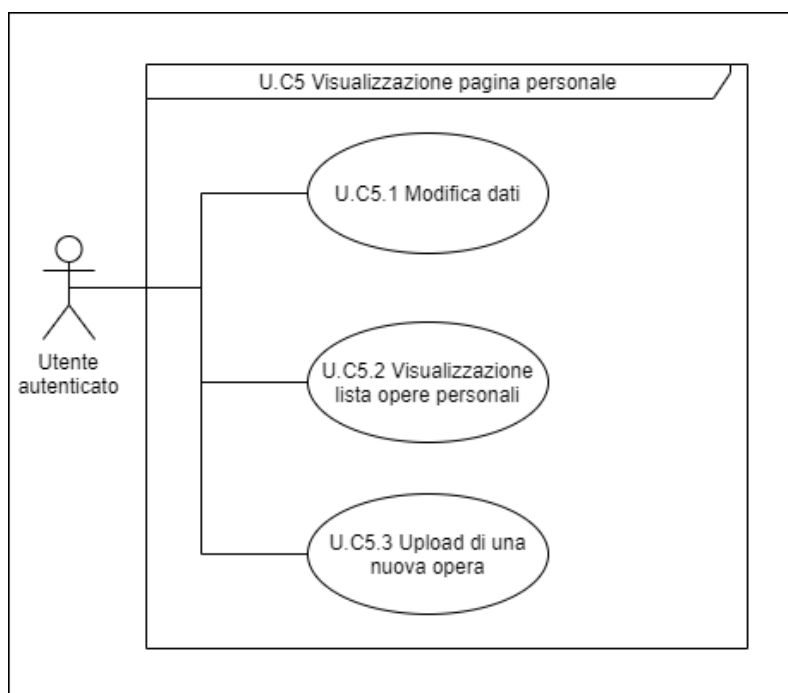 U.C5 Visualizzazione pagina personale
U.C5.1 Modifica dati
Utente
autenticato
U.C5.2 Visualizzazione
lista opere personali
U.C5.3 Upload di una
nuova opera